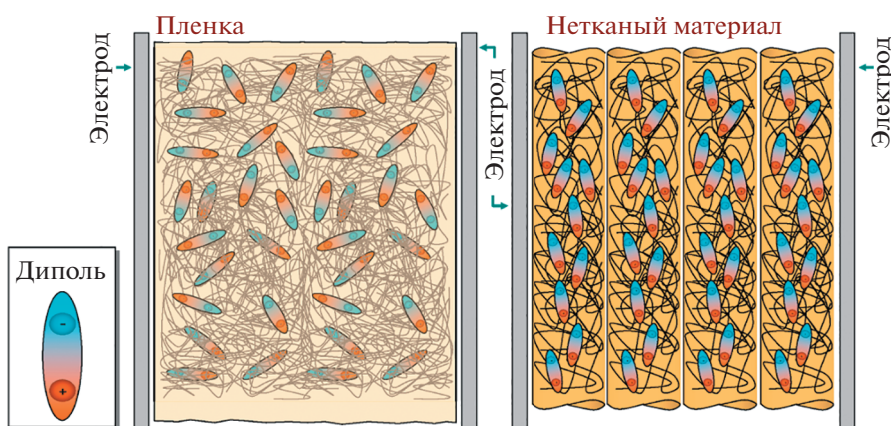 Пленка
Нетканый материал
Электрод
Электрод
Электрод
Диполь
-
+